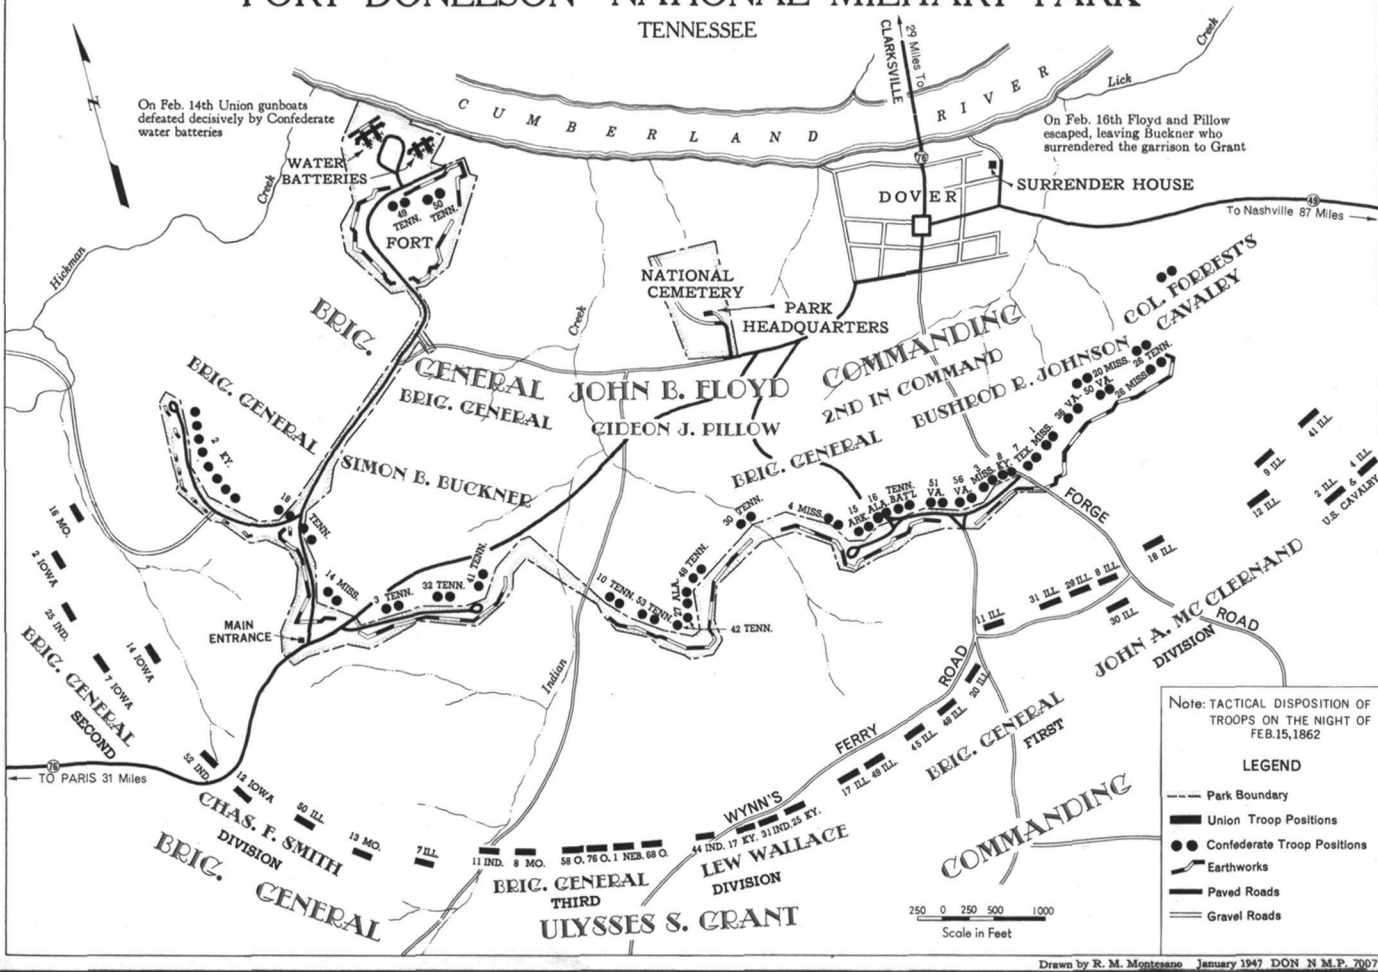 FORT DONELSON NATIONAL MILITARY PARK
TENNESSEE
N
On Feb. 14th Union gunboats
defeated decisively by Confederate
water batteries
WATER
BATTERIES
49
TENN.
50
TENN.
FORT
Creek
Hickman
CUMBERLAND RIVER
29 Miles To
CLARKSVILLE
76
Lick
Creek
On Feb. 16th Floyd and Pillow
escaped, leaving Buckner who
surrendered the garrison to Grant
SURRENDER HOUSE
DOVER
49
To Nashville 87 Miles
NATIONAL
CEMETERY
PARK
HEADQUARTERS
Creek
Indian
COL. FORREST'S
CAVALRY
BRIG.
GENERAL JOHN B. FLOYD
COMMANDING
BRIG. GENERAL
GIDEON J. PILLOW
2ND IN COMMAND
BRIG. GENERAL
SIMON B. BUCKNER
BRIG. GENERAL BUSHROD R. JOHNSON
2 KY.
18
TENN.
14 MISS.
3 TENN.
32 TENN.
41 TENN.
10 TENN.
53 TENN.
27 ALA.
48 TENN.
42 TENN.
30 TENN.
4 MISS.
15
ARK.
16
ALA.
TENN.
BAT'L
51
VA.
56
VA.
3
MISS.
8
KY.
7
TEX.
1
MISS.
36 VA.
50 VA.
20 MISS.
26 MISS.
26 TENN.
MAIN
ENTRANCE
FORGE
ROAD
WYNN'S
FERRY
ROAD
41 ILL.
9 ILL.
12 ILL
4 ILL.
2 ILL
&
U.S. CAVALRY
18 ILL.
8 ILL.
29 ILL.
31 ILL.
30 ILL.
11 ILL
20 ILL.
48 ILL.
45 ILL.
49 ILL.
17 ILL.
BRIG. GENERAL
JOHN A. MC CLERNAND
FIRST
DIVISION
16 MO.
2 IOWA
25 IND.
14 IOWA
7 IOWA
52 IND.
12 IOWA
50 ILL
13 MO.
7 ILL.
BRIG. GENERAL
CHAS. F. SMITH
SECOND
DIVISION
76
TO PARIS 31 Miles
11 IND.
8 MO.
58 O.
76 O.
1 NEB.
68 O.
44 IND.
17 KY.
31 IND.
25 KY.
BRIG. GENERAL
LEW WALLACE
THIRD
DIVISION
BRIG. GENERAL
ULYSSES S. GRANT
COMMANDING
250 0 250 500 1000
Scale in Feet
Note: TACTICAL DISPOSITION OF
TROOPS ON THE NIGHT OF
FEB.15,1862
LEGEND
Park Boundary
Union Troop Positions
Confederate Troop Positions
Earthworks
Paved Roads
Gravel Roads
Drawn by R. M. Montesano January 1947 DON N M.P. 7007